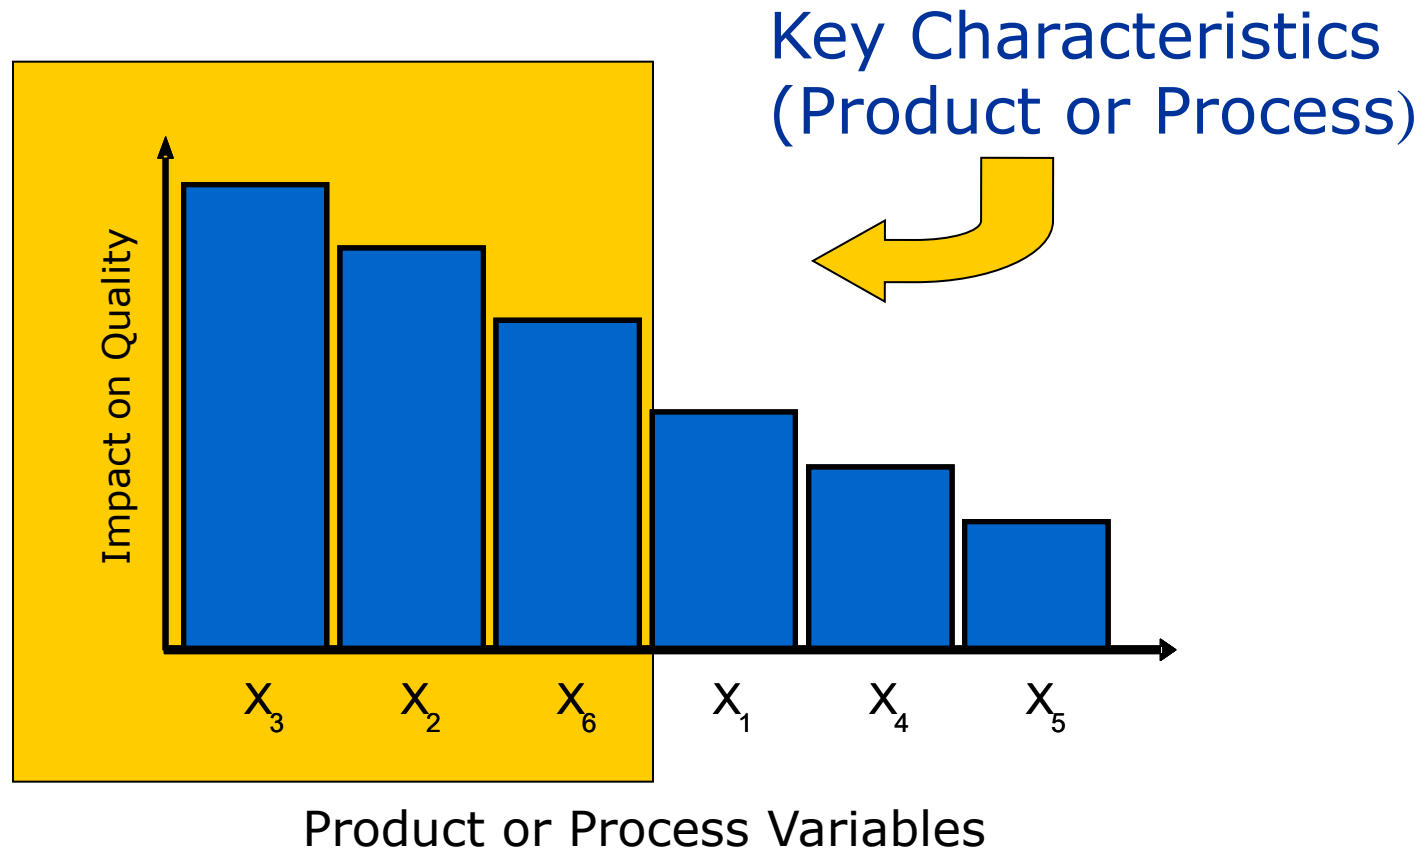 Key Characteristics
(Product or Process)
Impact on Quality
X₃ X₂ X₆ X₁ X₄ X₅
Product or Process Variables